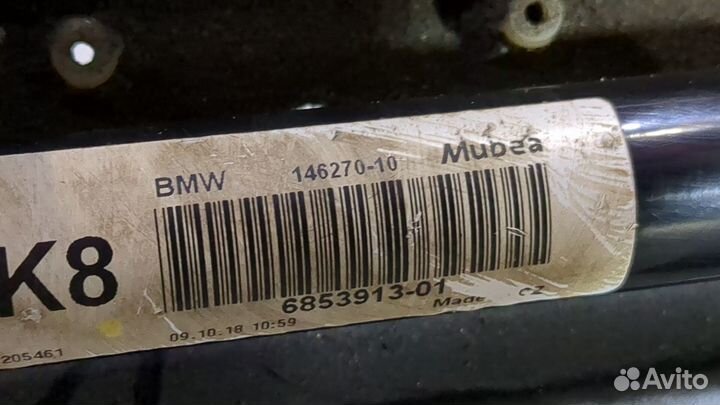 BMW 146270-10 Mubea
K8
6853913-01
Made CZ
09.10.18 10:59
205461
Avito